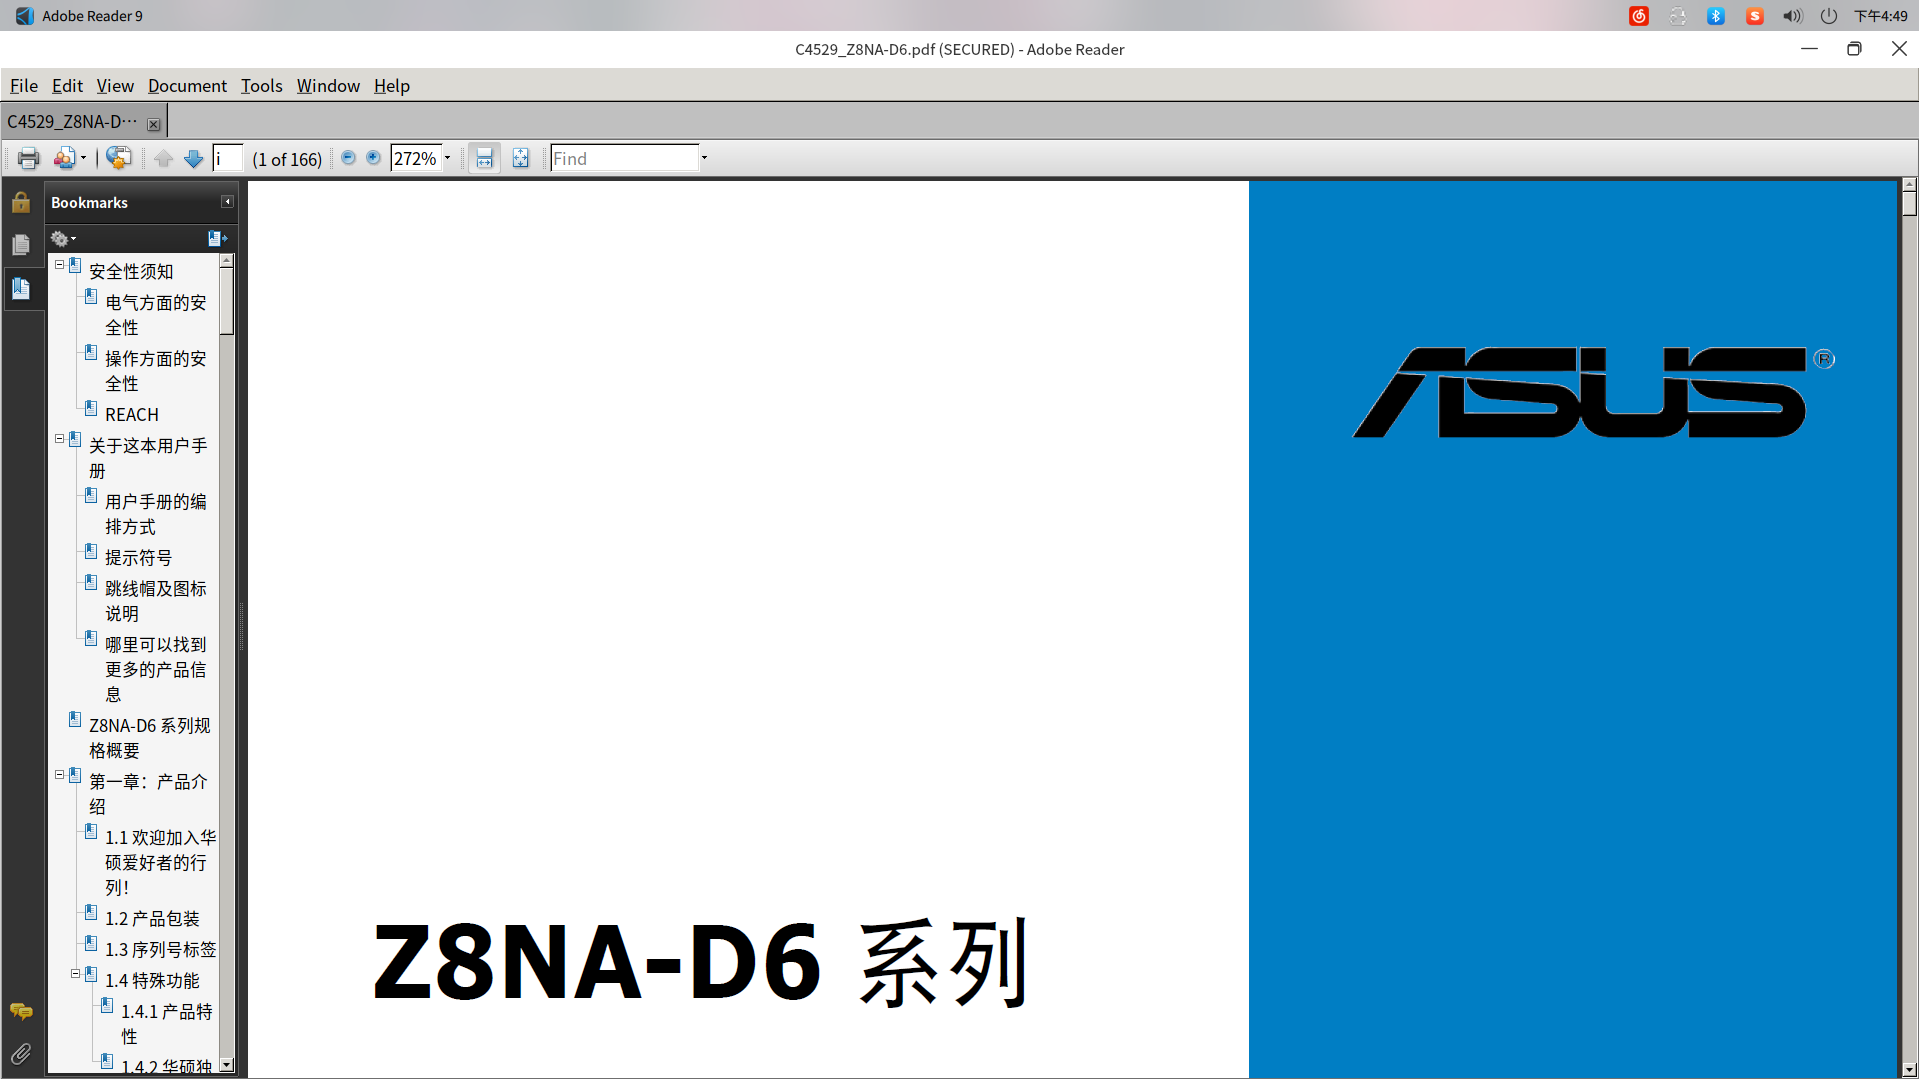 Adobe Reader 9
下午4:49
C4529_Z8NA-D6.pdf (SECURED) - Adobe Reader
File Edit View Document Tools Window Help
C4529_Z8NA-D…
i (1 of 166) 272% Find
Bookmarks
安全性须知
电气方面的安
全性
操作方面的安
全性
REACH
关于这本用户手
册
用户手册的编
排方式
提示符号
跳线帽及图标
说明
哪里可以找到
更多的产品信
息
Z8NA-D6 系列规
格概要
第一章：产品介
绍
1.1 欢迎加入华
硕爱好者的行
列！
1.2 产品包装
1.3 序列号标签
1.4 特殊功能
1.4.1 产品特
性
1.4.2 华硕独
ASUS ®
Z8NA-D6 系列